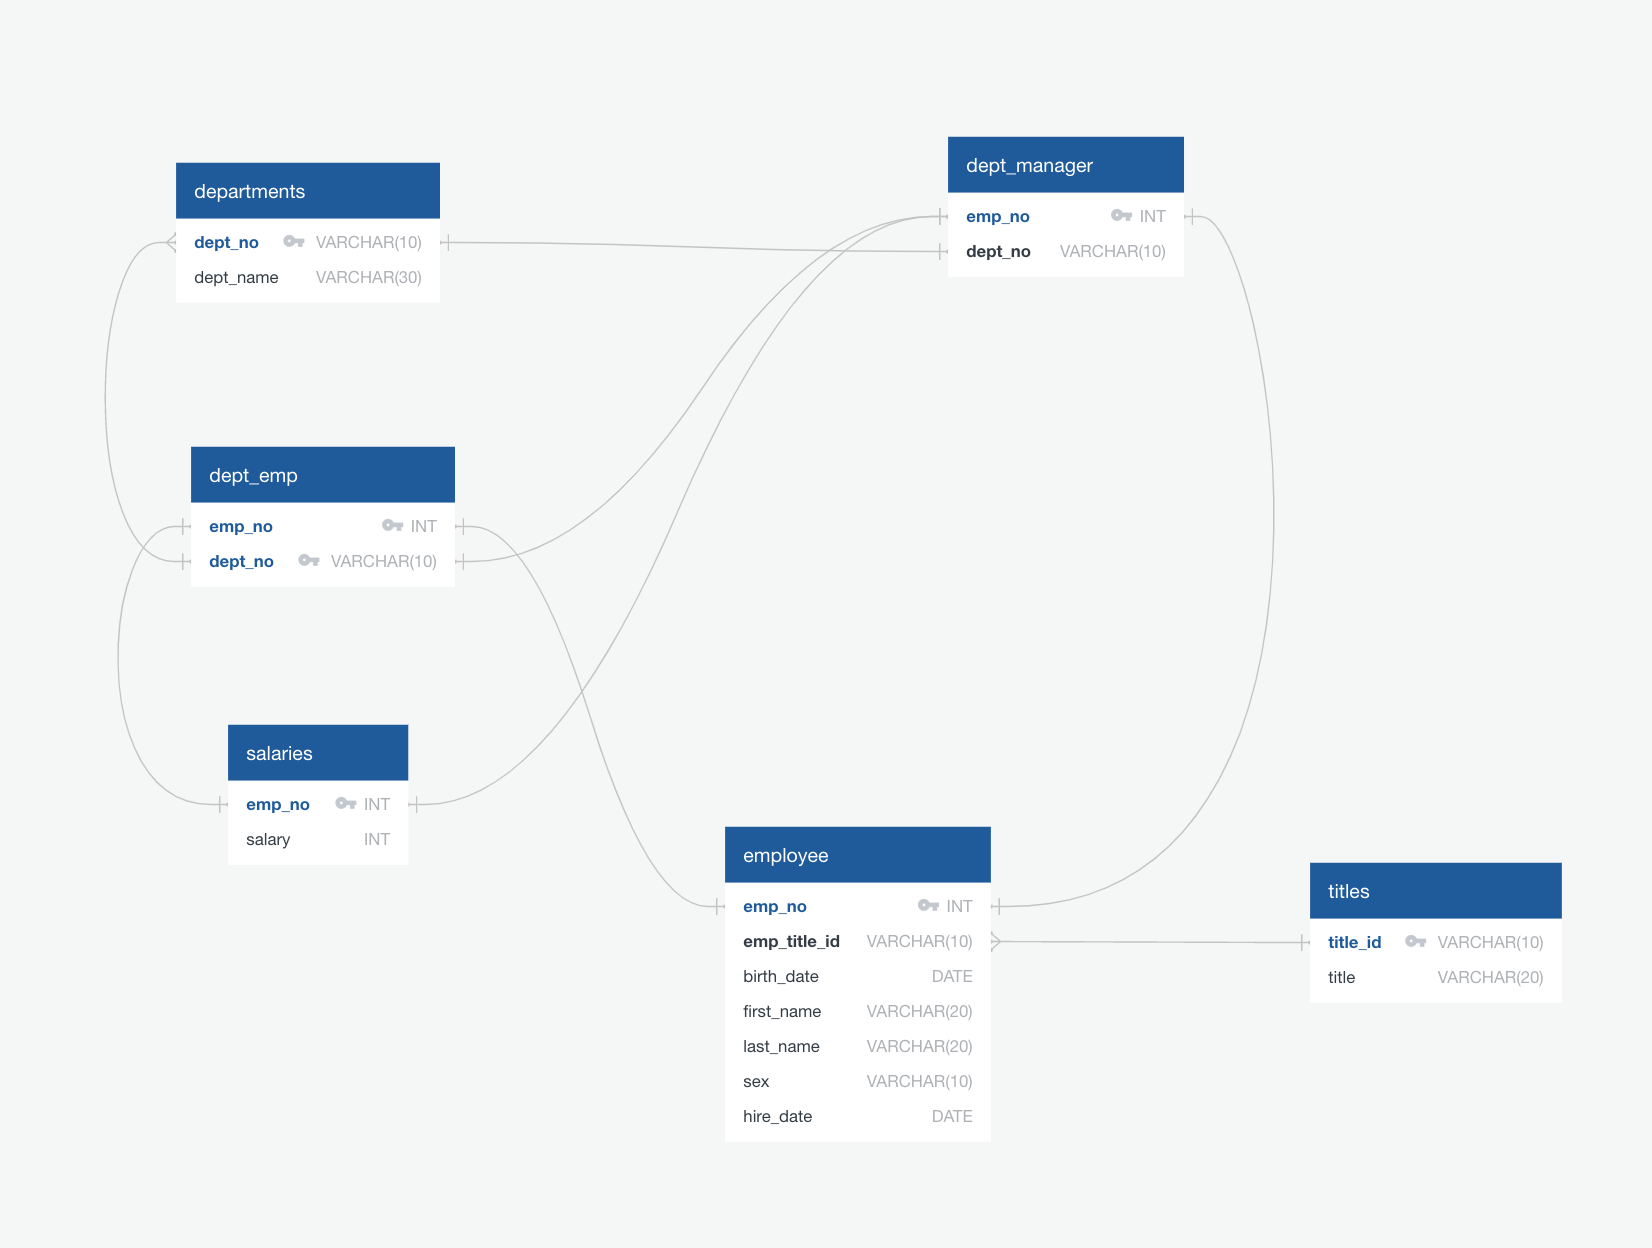 departments
dept_no VARCHAR(10)
dept_name VARCHAR(30)
dept_manager
emp_no INT
dept_no VARCHAR(10)
dept_emp
emp_no INT
dept_no VARCHAR(10)
salaries
emp_no INT
salary INT
employee
emp_no INT
emp_title_id VARCHAR(10)
birth_date DATE
first_name VARCHAR(20)
last_name VARCHAR(20)
sex VARCHAR(10)
hire_date DATE
titles
title_id VARCHAR(10)
title VARCHAR(20)